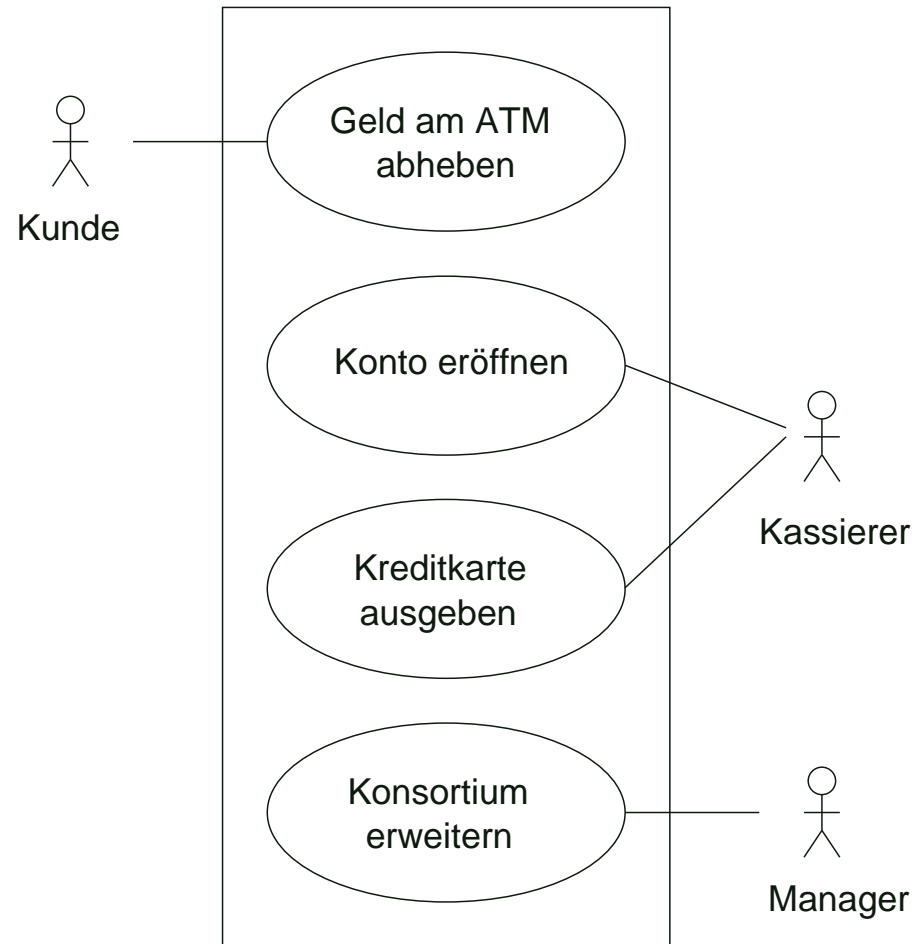 Geld am ATM
abheben
Kunde
Konto eröffnen
Kassierer
Kreditkarte
ausgeben
Konsortium
erweitern
Manager